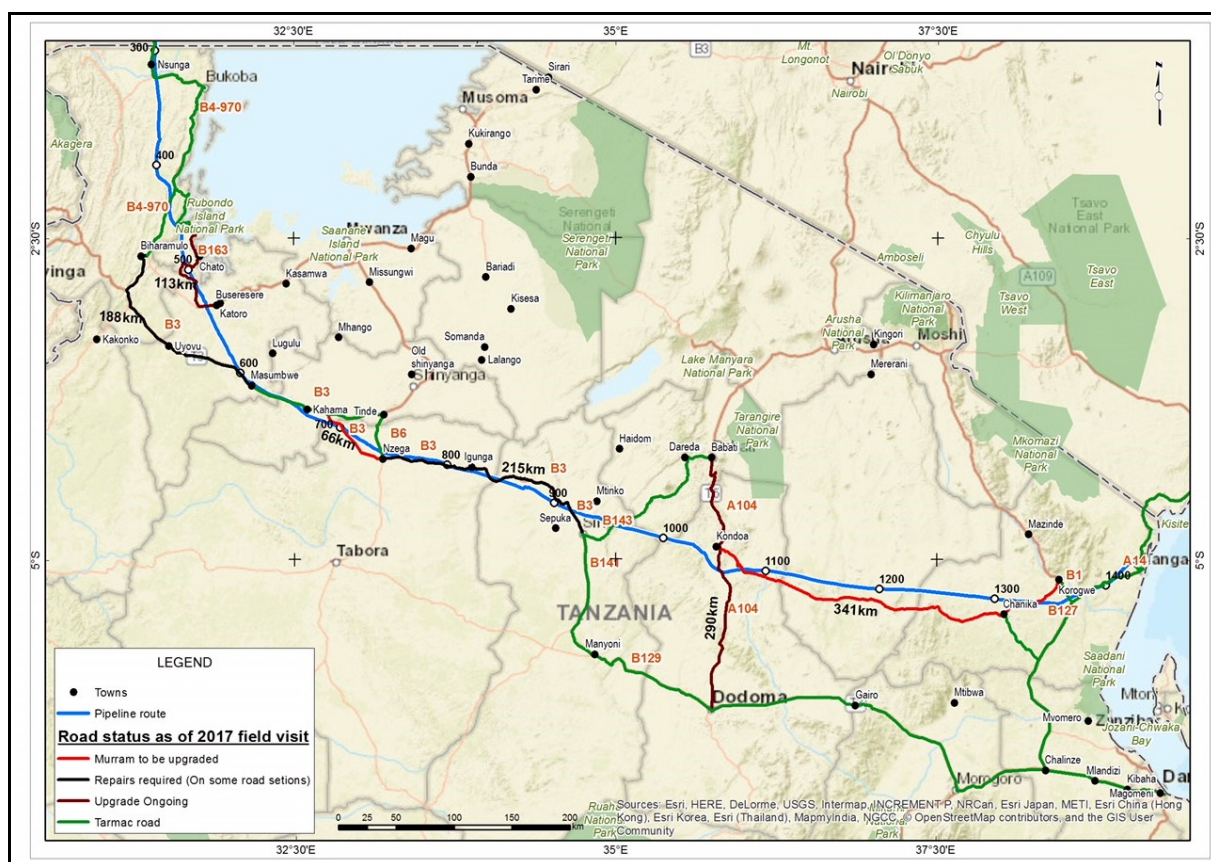 32°30'E
35°0'E
37°30'E
300
Nsunga
Bukoba
B3
Mt.
Longonot
Ol'Donyo
Sabuk
Nairobi
Sirari
Tarime
Musoma
B4-970
Kukirango
Akagera
400
Bunda
B4-970
Rubondo
Island
National Park
Serengeti
National
Serengeti
National
Park
Tsavo
East
National Park
Chyulu
Hills
Amboseli
2°30'S
2°30'S
Saanane
Island
National Park
Magu
Biharamulo
B163
500
Chato
113km
Kasamwa
Missungwi
Bariadi
A109
Tsavo
East
Tsavo
West
Kilimanjaro
National
Park
Buseresere
Katoro
Kisesa
188km
Arusha
National
Park
Kingori
Moshi
Kakonko
B3
Uyovu
Lugulu
Mhango
Somanda
Lalango
Old
shinyanga
Shinyanga
Lake Manyara
National Park
Mererani
600
Masumbwe
B3
Kahama
Tinde
700
B3
66km
B6
B3
Nzega
800
Igunga
215km
B3
Haidom
Dareda
Babati
Tarangire
National
Park
Mkomazi
National
Park
900
Mtinko
B3
B143
Sepuka
A104
1000
Kondoa
Mazinde
Kisite
Tabora
5°S
5°S
B141
1100
1200
1300
B1
1400
A14
Korogwe
Chanika
B127
341km
TANZANIA
290km
A104
Manyoni
B129
Saadani
National
Park
Dodoma
Gairo
Mtibwa
Mvomero
Jozani-Chwaka
Bay
Morogoro
Chalinze
Mlandizi
Kibaha
Magomeni
LEGEND
Towns
Pipeline route
Road status as of 2017 field visit
Murram to be upgraded
Repairs required (On some road setions)
Upgrade Ongoing
Tarmac road
0 25 50 100 150 200
km
Sources: Esri, HERE, DeLorme, USGS, Intermap, INCREMENT P, NRCan, Esri Japan, METI, Esri China (Hong
Kong), Esri Korea, Esri (Thailand), MapmyIndia, NGCC, © OpenStreetMap contributors, and the GIS User
Community
32°30'E
35°E
37°30'E